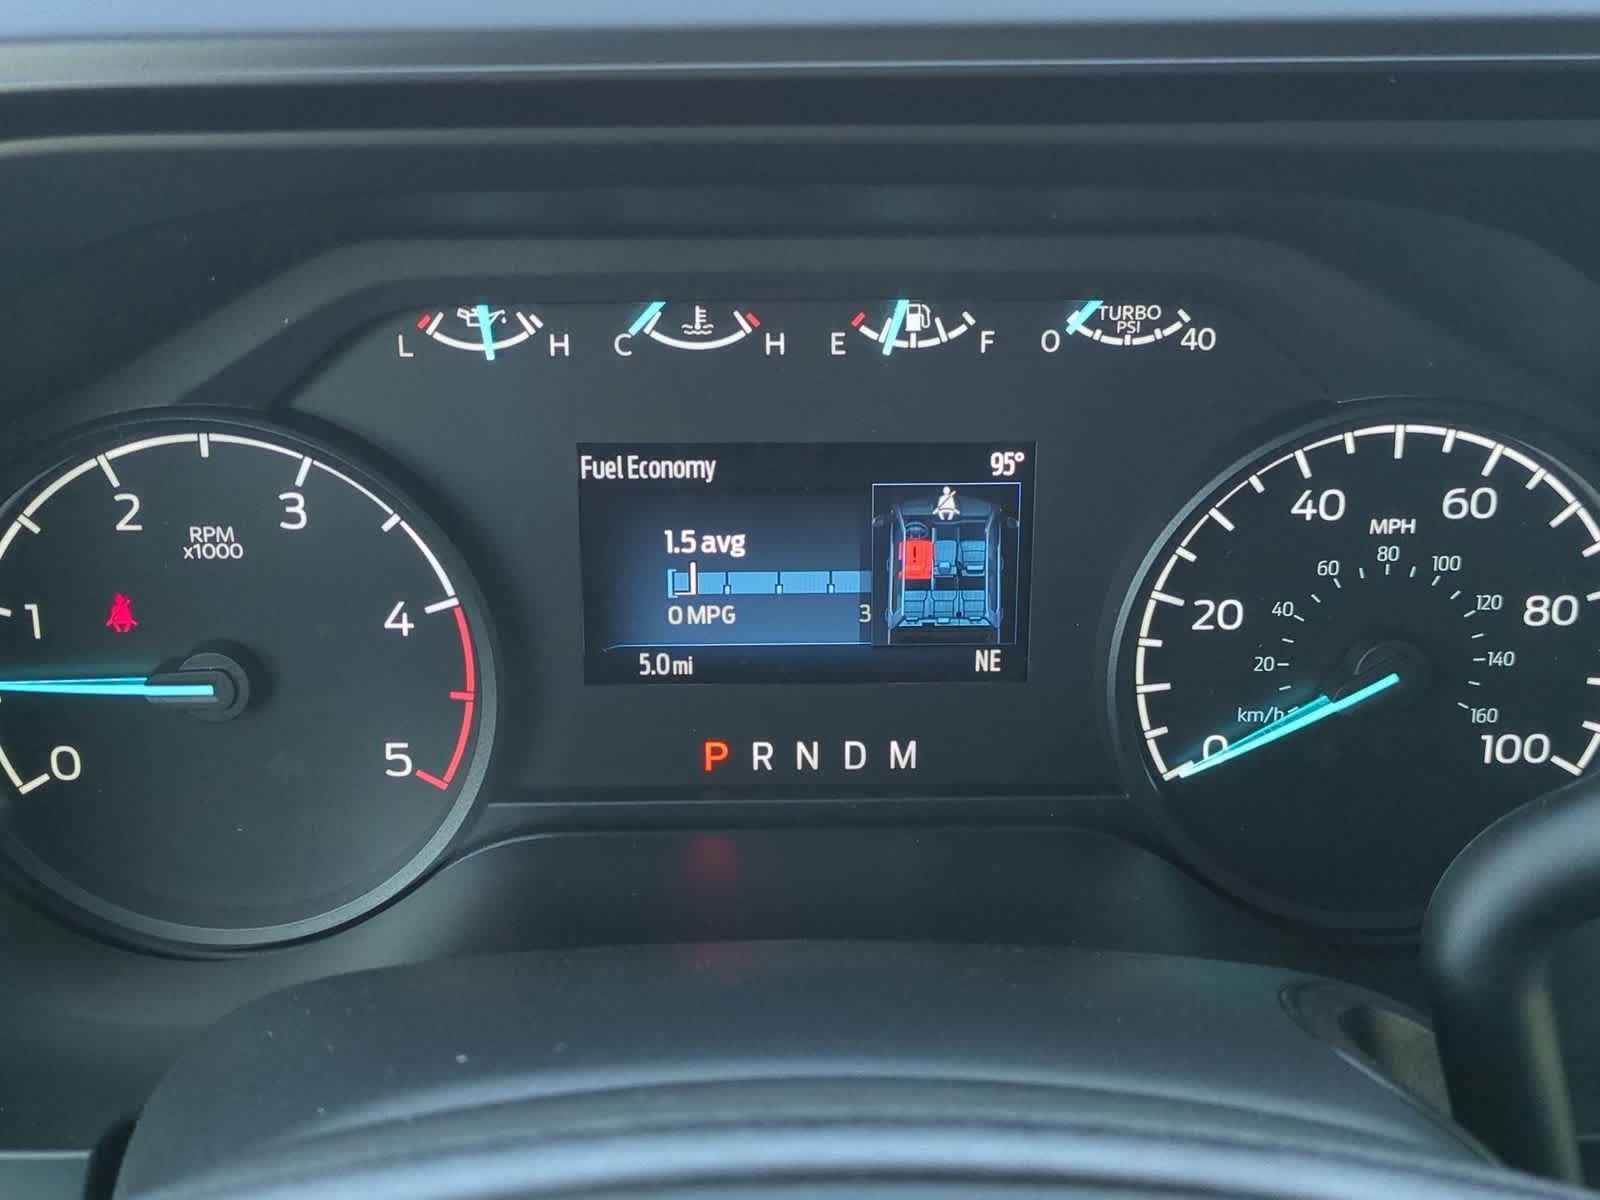 L H C H E F 0 TURBO PSI 40
Fuel Economy 95°
1.5 avg
0 MPG 3
5.0 mi NE
P R N D M
0 1 2 3 4 5
RPM
x1000
0 20 40 60 80 100
MPH
km/h 20 40 60 80 100 120 140 160